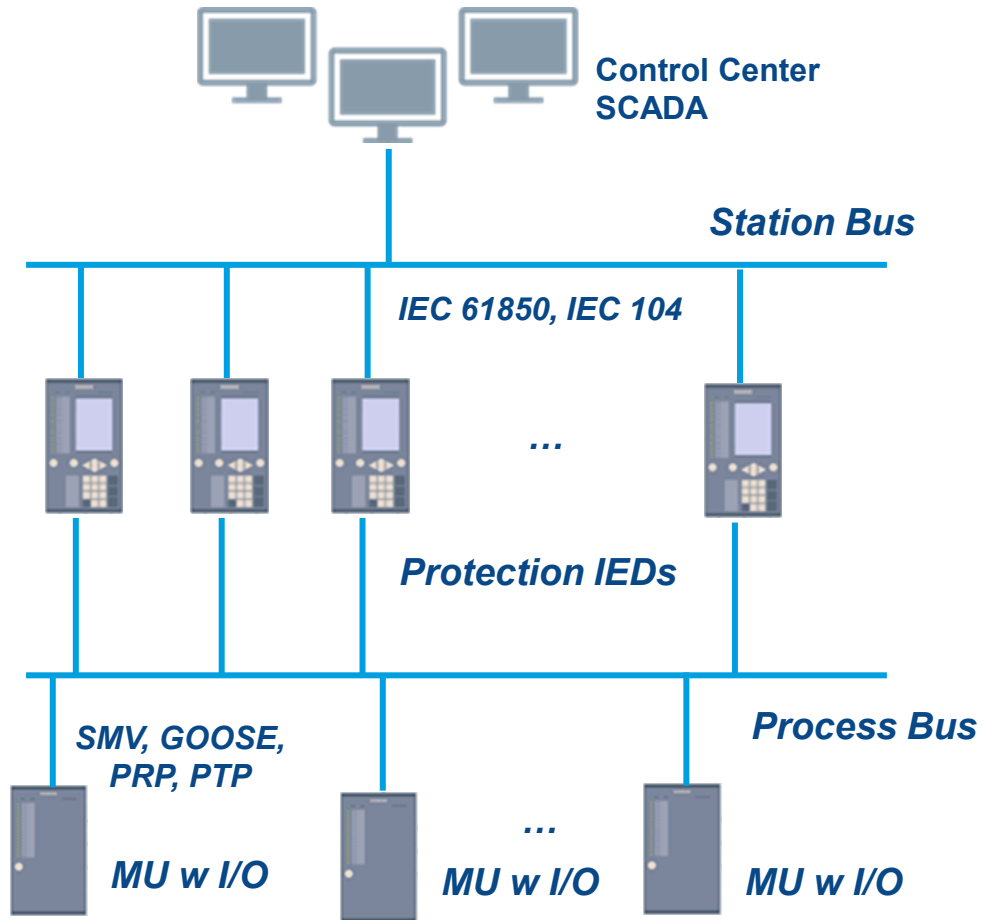 Control Center
SCADA
Station Bus
IEC 61850, IEC 104
...
Protection IEDs
Process Bus
SMV, GOOSE,
PRP, PTP
...
MU w I/O
MU w I/O
MU w I/O